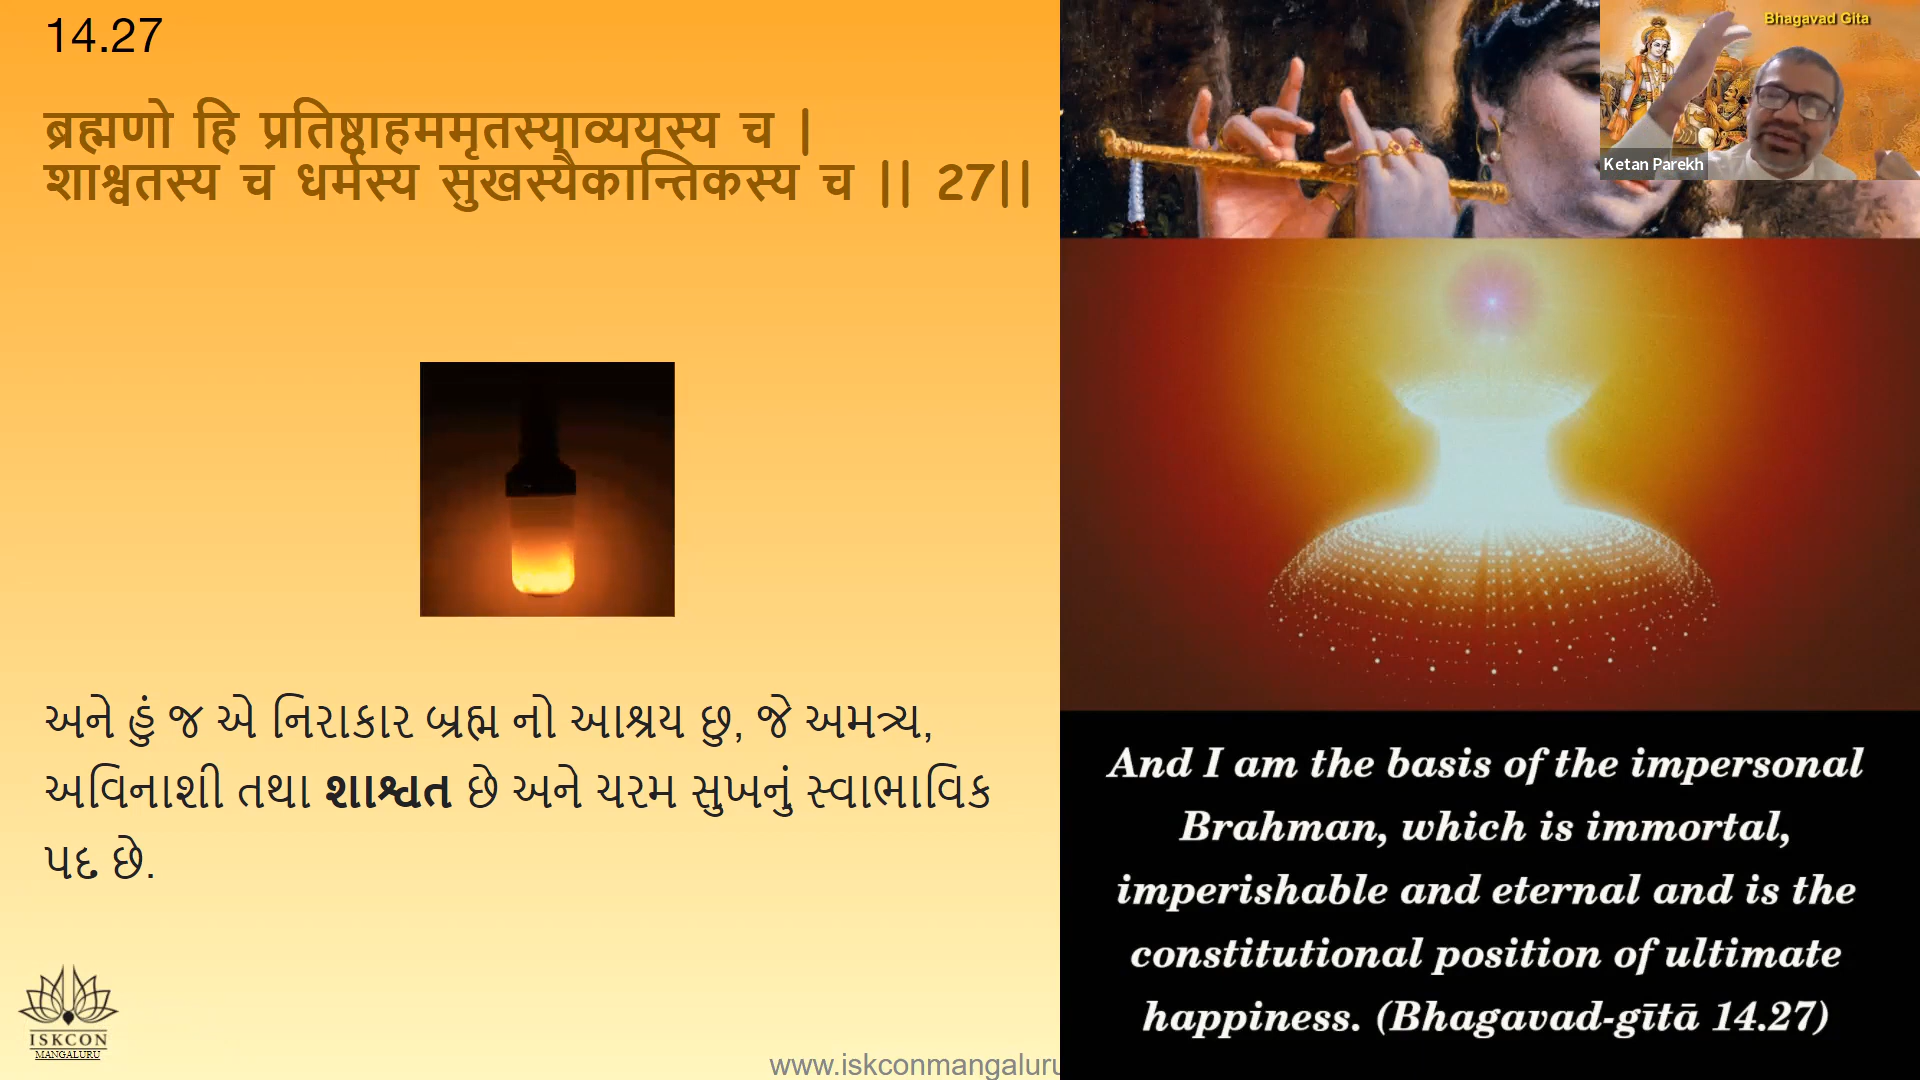 14.27
ब्रह्मणो हि प्रतिष्ठाहममृतस्याव्ययस्य च |
शाश्वतस्य च धर्मस्य सुखस्यैकान्तिकस्य च || 27||
અને હું જ એ નિરાકાર બ્રહ્મ નો આશ્રય છુ, જે અમત્ર્ય,
અવિનાશી તથા શાશ્વત છે અને ચરમ સુખનું સ્વાભાવિક
પદ છે.
ISKCON
MANGALURU
www.iskconmangaluru
Bhagavad Gita
Ketan Parekh
And I am the basis of the impersonal
Brahman, which is immortal,
imperishable and eternal and is the
constitutional position of ultimate
happiness. (Bhagavad-gītā 14.27)